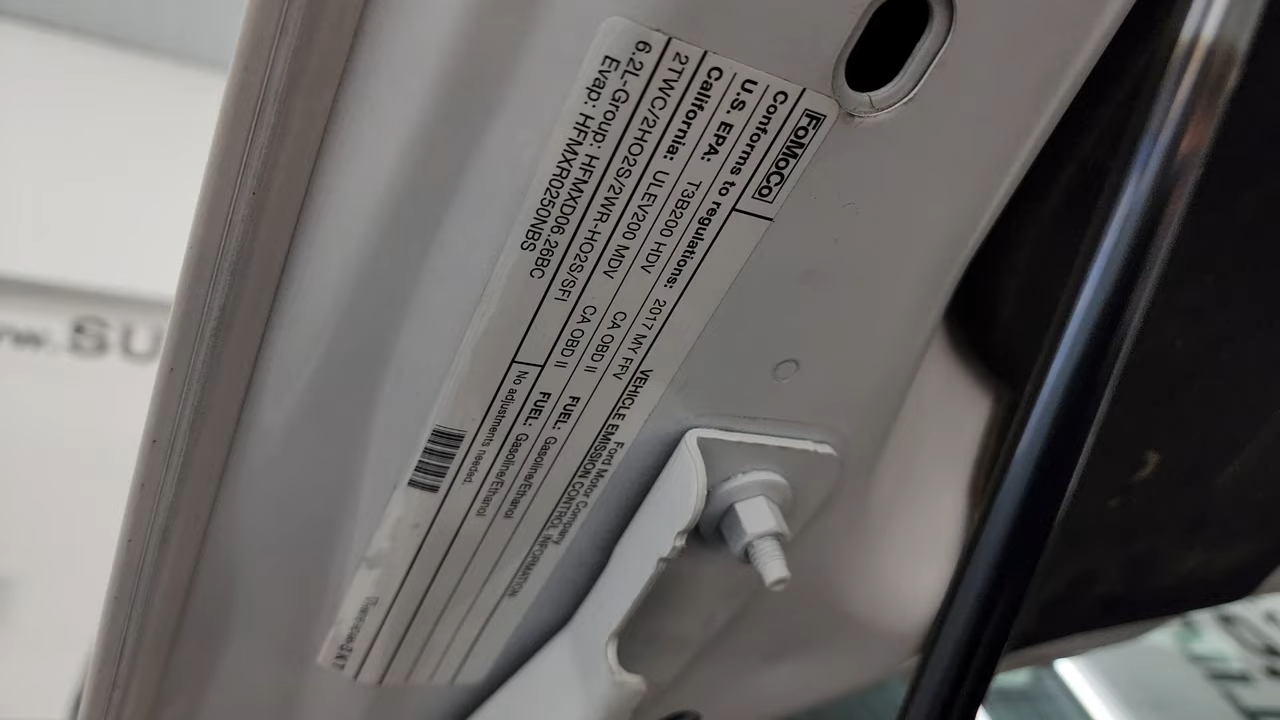 FoMoCo
Ford Motor Company
VEHICLE EMISSION CONTROL INFORMATION
Conforms to regulations: 2017 MY FFV
U.S. EPA: T3B200 HDV FUEL: Gasoline/Ethanol
California: ULEV200 MDV CA OBD II FUEL: Gasoline/Ethanol
2TWC/2HO2S/2WR-HO2S/SFI CA OBD II
No adjustments needed.
6.2L-Group: HFMXD06.26BC
Evap: HFMXR0250NBS
SU